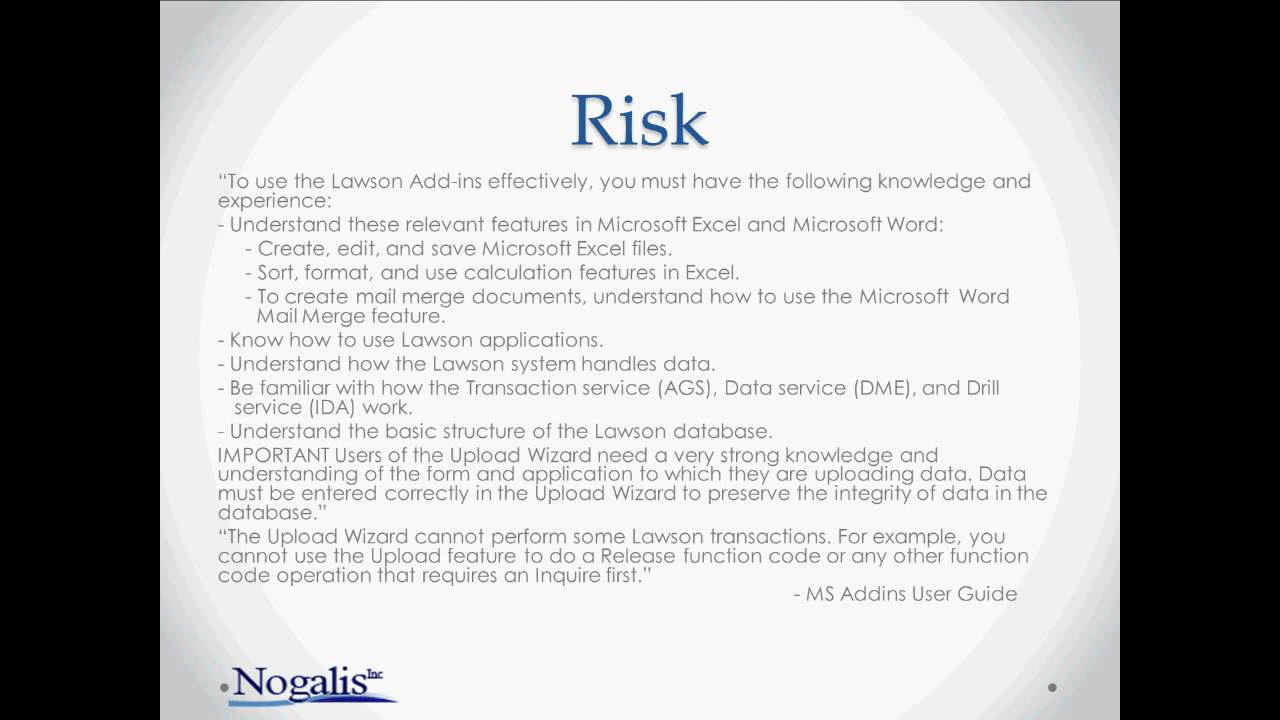 Risk
“To use the Lawson Add-ins effectively, you must have the following knowledge and
experience:
- Understand these relevant features in Microsoft Excel and Microsoft Word:
- Create, edit, and save Microsoft Excel files.
- Sort, format, and use calculation features in Excel.
- To create mail merge documents, understand how to use the Microsoft Word
Mail Merge feature.
- Know how to use Lawson applications.
- Understand how the Lawson system handles data.
- Be familiar with how the Transaction service (AGS), Data service (DME), and Drill
service (IDA) work.
- Understand the basic structure of the Lawson database.
IMPORTANT Users of the Upload Wizard need a very strong knowledge and
understanding of the form and application to which they are uploading data. Data
must be entered correctly in the Upload Wizard to preserve the integrity of data in the
database.”
“The Upload Wizard cannot perform some Lawson transactions. For example, you
cannot use the Upload feature to do a Release function code or any other function
code operation that requires an Inquire first.”
- MS Addins User Guide
Nogalis Inc